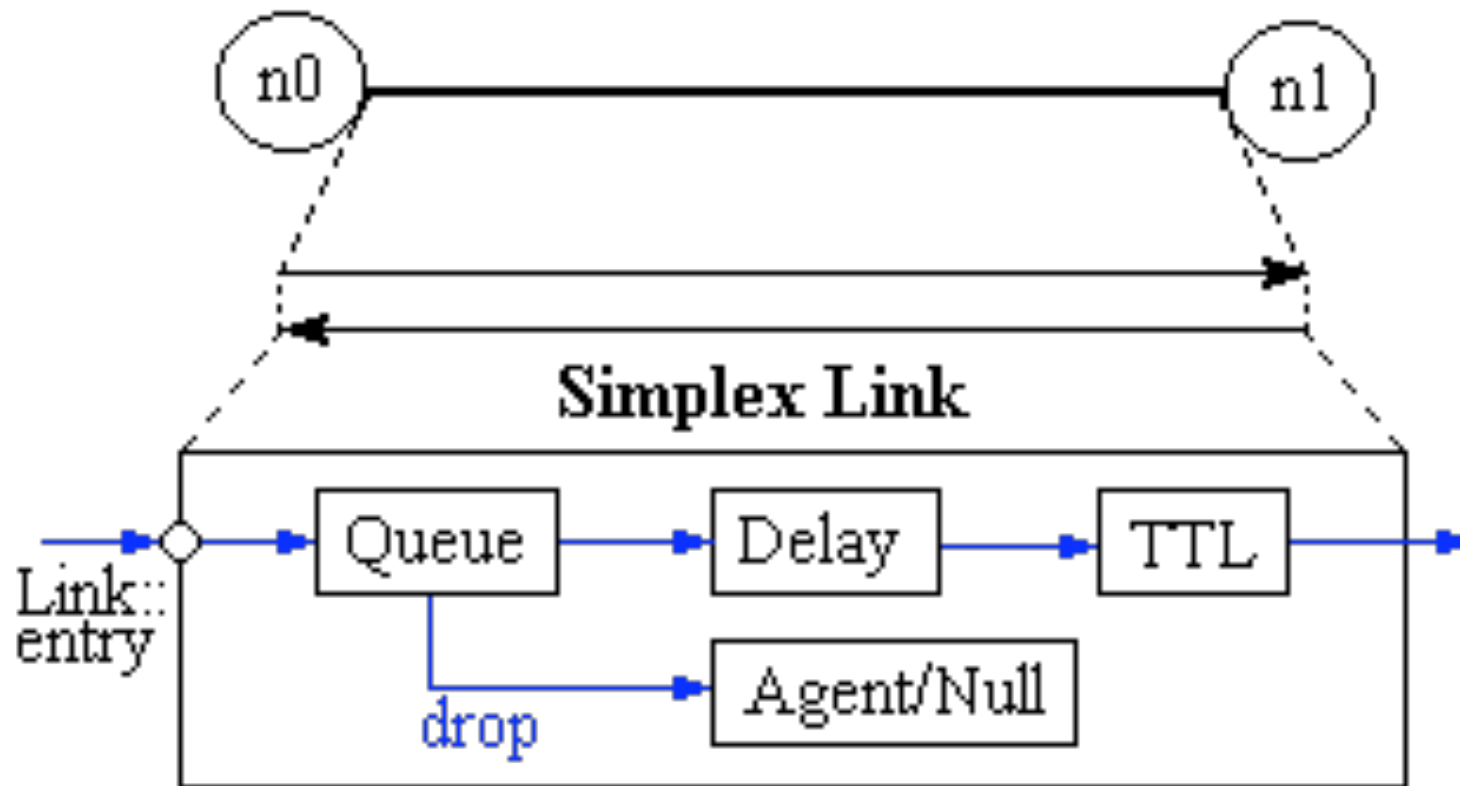 n0
n1
Simplex Link
Queue
Delay
TTL
Link::
entry
Agent/Null
drop